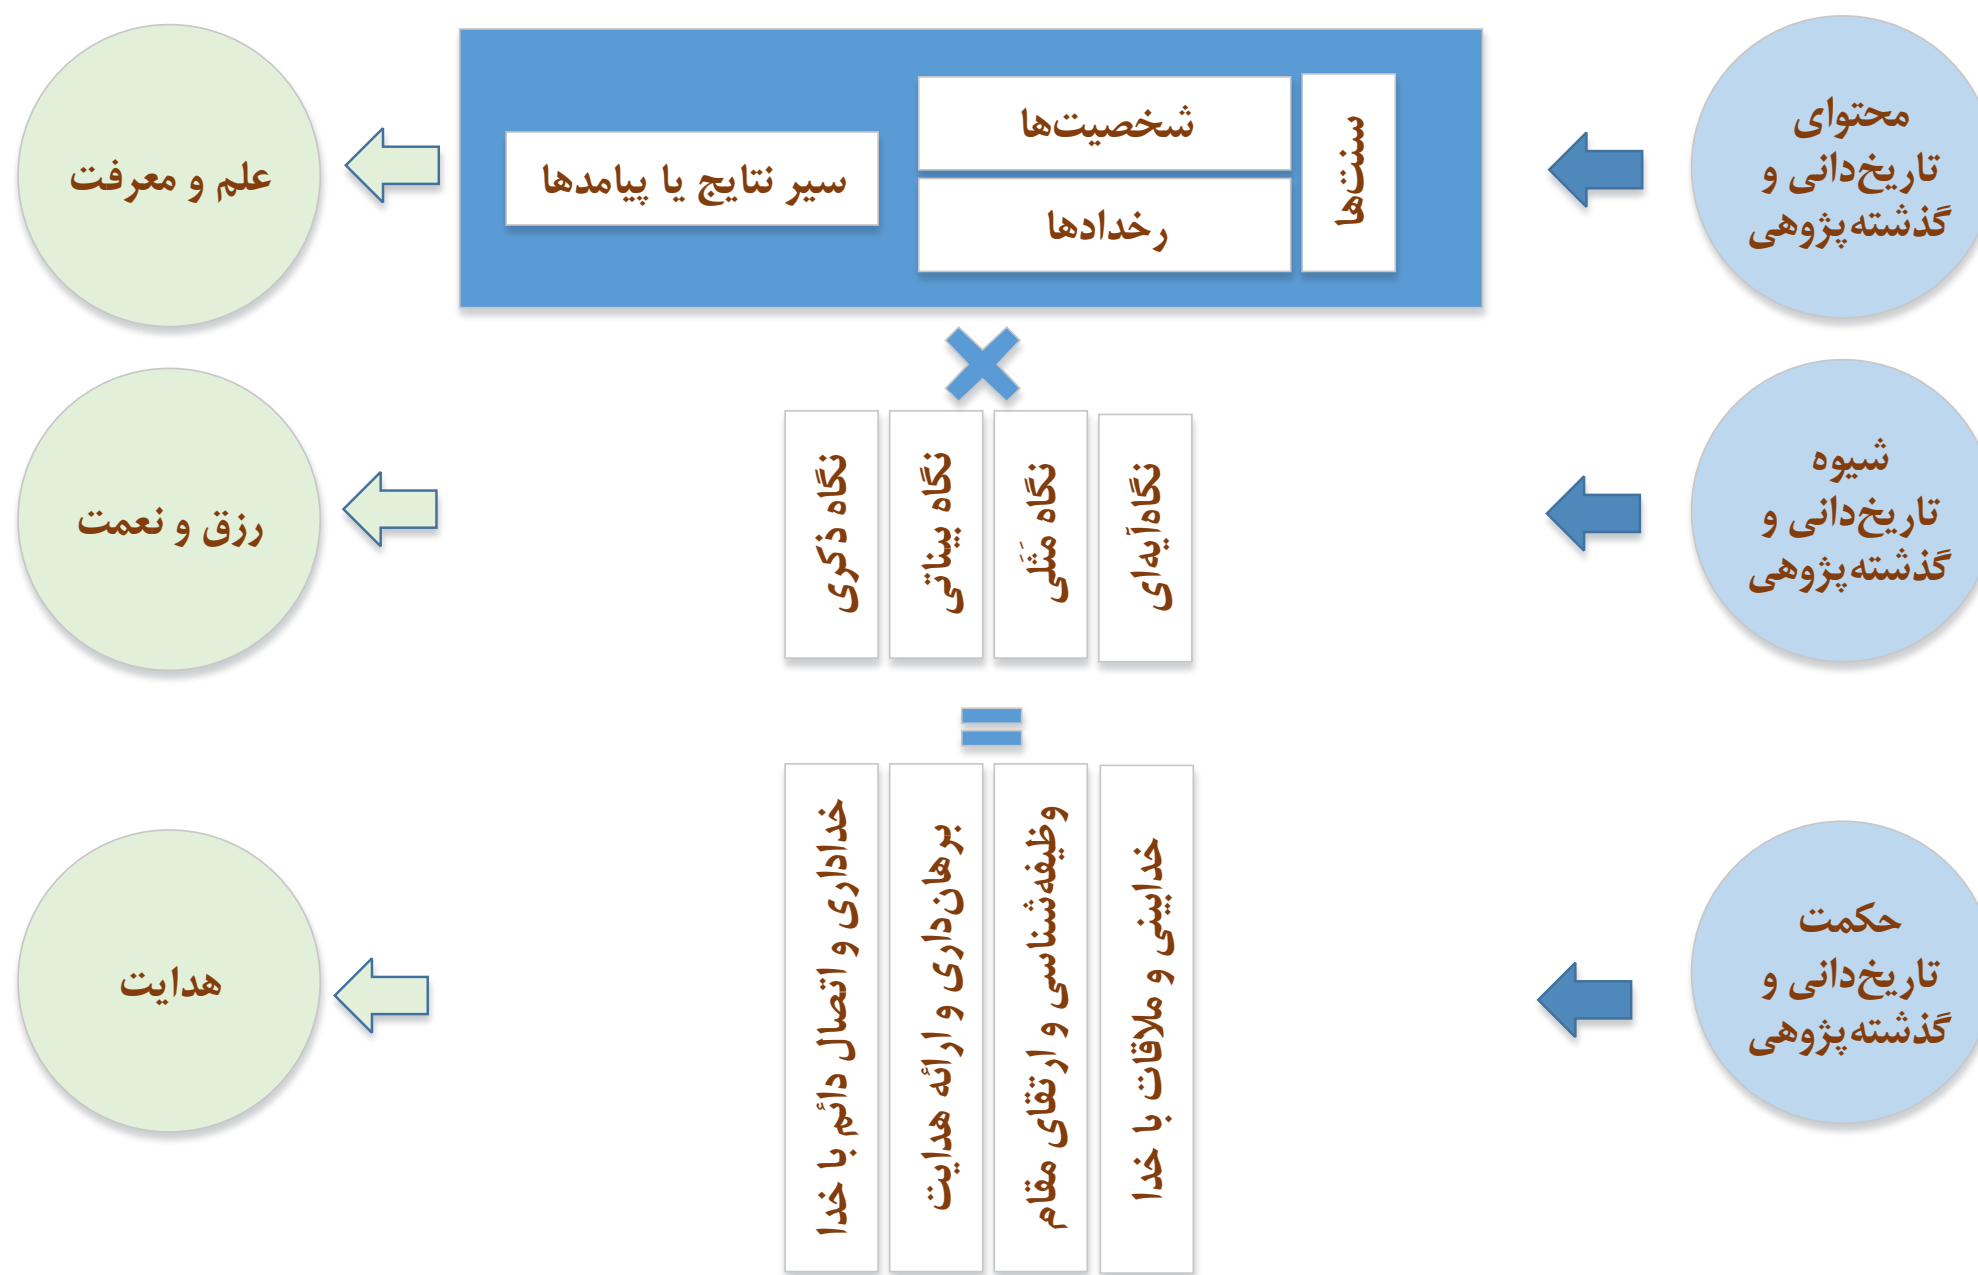 محتوای
تاریخ‌دانی و
گذشته‌پژوهی
سنت‌ها
شخصیت‌ها
رخدادها
سیر نتایج یا پیامدها
علم و معرفت
شیوه
تاریخ‌دانی و
گذشته‌پژوهی
نگاه‌آیه‌ای
نگاه مَثَلی
نگاه بیناتی
نگاه ذکری
رزق و نعمت
حکمت
تاریخ‌دانی و
گذشته‌پژوهی
خدابینی و ملاقات با خدا
وظیفه‌شناسی و ارتقای مقام
برهان‌داری و ارائه هدایت
خداداری و اتصال دائم با خدا
هدایت